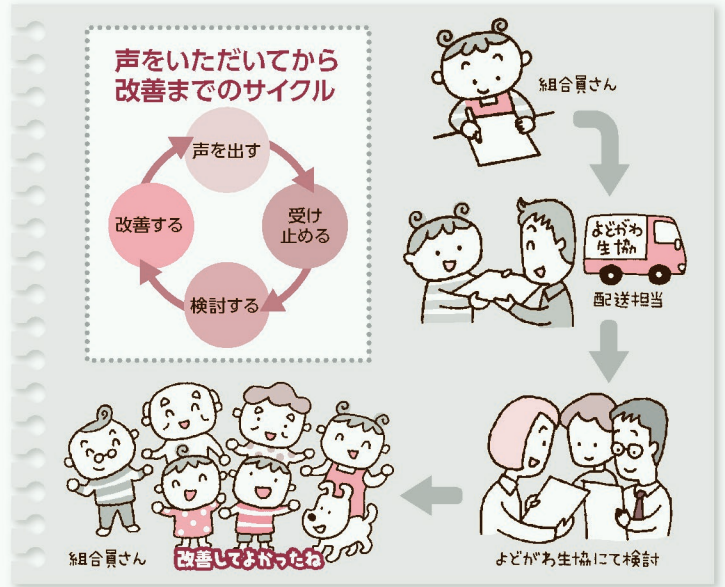 声をいただいてから
改善までのサイクル
声を出す
受け
止める
検討する
改善する
組合員さん
よどがわ
生協
配送担当
よどがわ生協にて検討
組合員さん
改善してよかったね